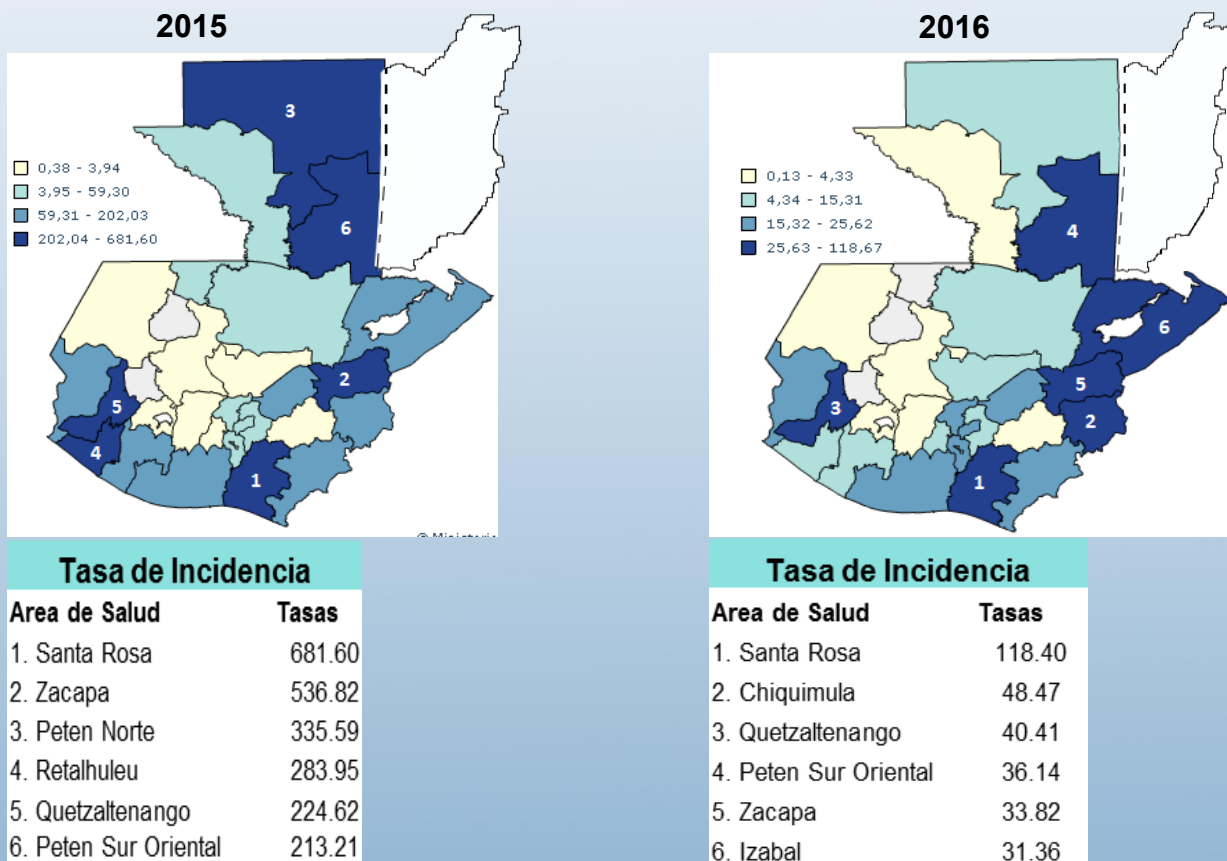 2015
3
0,38 - 3,94
3,95 - 59,30
59,31 - 202,03
202,04 - 681,60
6
2
5
4
1
Tasa de Incidencia
Area de Salud Tasas
1. Santa Rosa 681.60
2. Zacapa 536.82
3. Peten Norte 335.59
4. Retalhuleu 283.95
5. Quetzaltenango 224.62
6. Peten Sur Oriental 213.21
2016
0,13 - 4,33
4,34 - 15,31
15,32 - 25,62
25,63 - 118,67
4
6
5
3
2
1
Tasa de Incidencia
Area de Salud Tasas
1. Santa Rosa 118.40
2. Chiquimula 48.47
3. Quetzaltenango 40.41
4. Peten Sur Oriental 36.14
5. Zacapa 33.82
6. Izabal 31.36